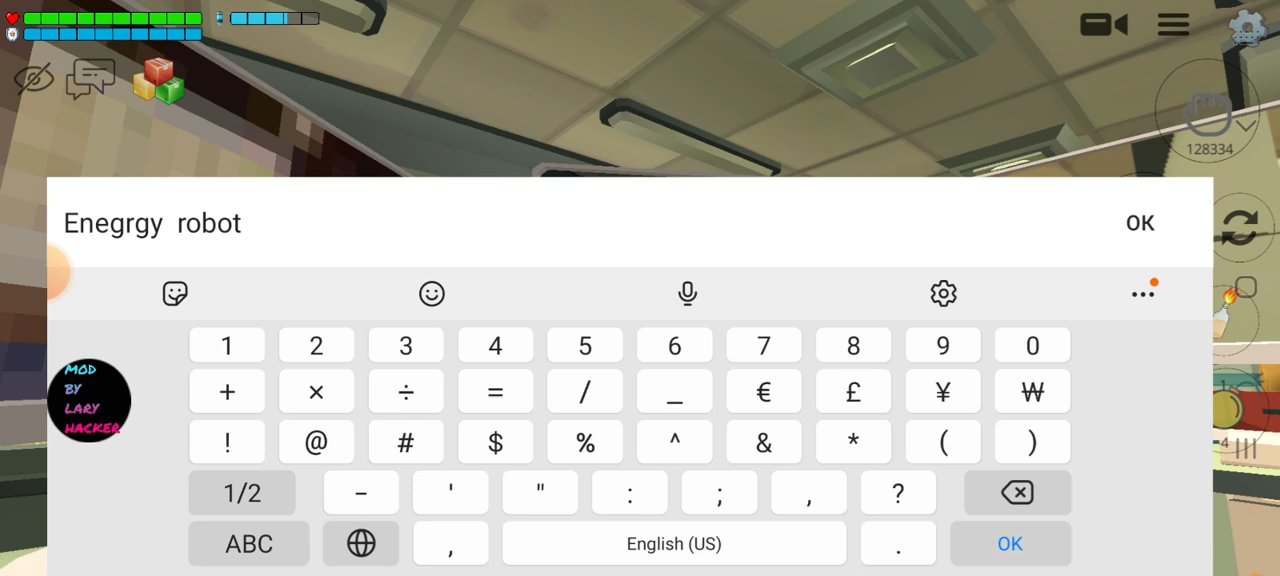 128334
Enegrgy  robot
OK
1 2 3 4 5 6 7 8 9 0
+ × ÷ = / _ € £ ¥ ₩
MOD
BY
LARY
HACKER
! @ # $ % ^ & * ( )
1/2 - ' " : ; , ?
ABC , English (US) . OK